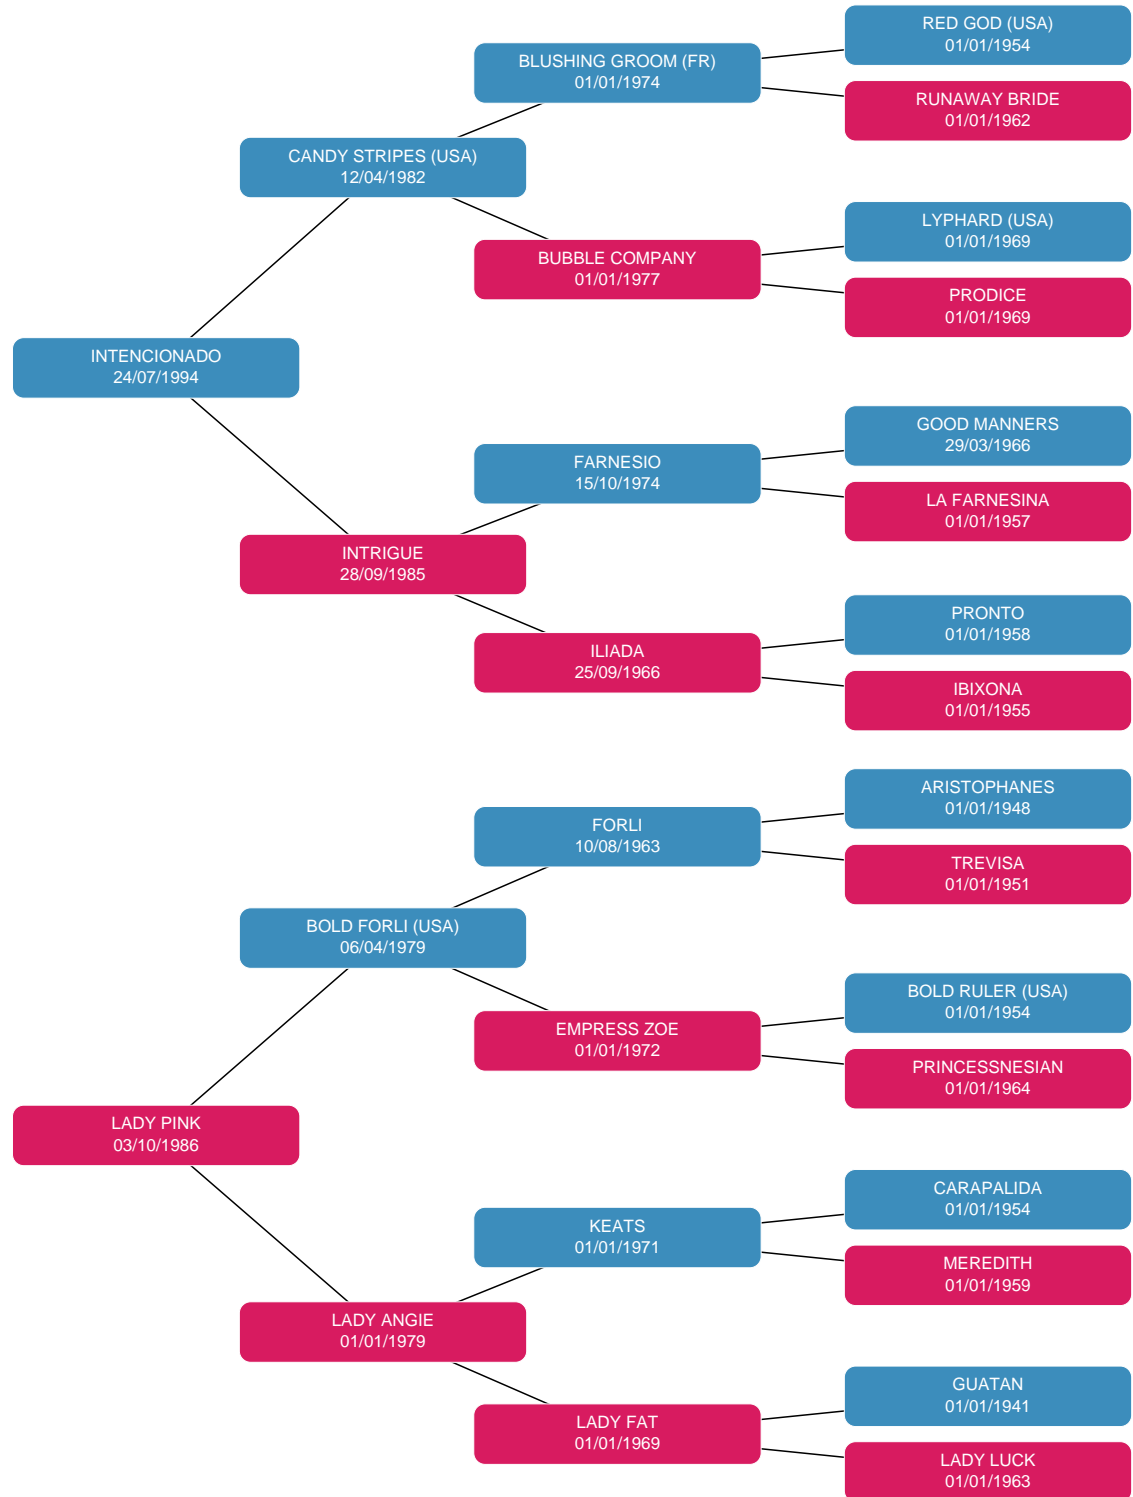 RED GOD (USA)
01/01/1954
BLUSHING GROOM (FR)
01/01/1974
RUNAWAY BRIDE
01/01/1962
CANDY STRIPES (USA)
12/04/1982
LYPHARD (USA)
01/01/1969
BUBBLE COMPANY
01/01/1977
PRODICE
01/01/1969
INTENCIONADO
24/07/1994
GOOD MANNERS
29/03/1966
FARNESIO
15/10/1974
LA FARNESINA
01/01/1957
INTRIGUE
28/09/1985
PRONTO
01/01/1958
ILIADA
25/09/1966
IBIXONA
01/01/1955
ARISTOPHANES
01/01/1948
FORLI
10/08/1963
TREVISA
01/01/1951
BOLD FORLI (USA)
06/04/1979
BOLD RULER (USA)
01/01/1954
EMPRESS ZOE
01/01/1972
PRINCESSNESIAN
01/01/1964
LADY PINK
03/10/1986
CARAPALIDA
01/01/1954
KEATS
01/01/1971
MEREDITH
01/01/1959
LADY ANGIE
01/01/1979
GUATAN
01/01/1941
LADY FAT
01/01/1969
LADY LUCK
01/01/1963